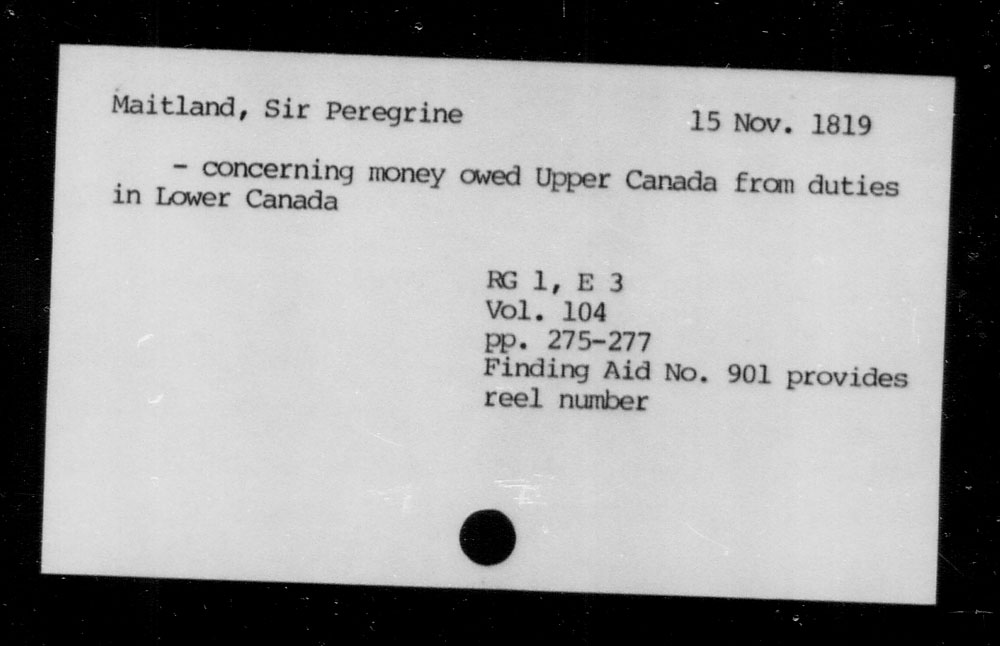 Maitland, Sir Peregrine 15 Nov. 1819
- concerning money owed Upper Canada from duties
in Lower Canada
RG 1, E 3
Vol. 104
pp. 275-277
Finding Aid No. 901 provides
reel number